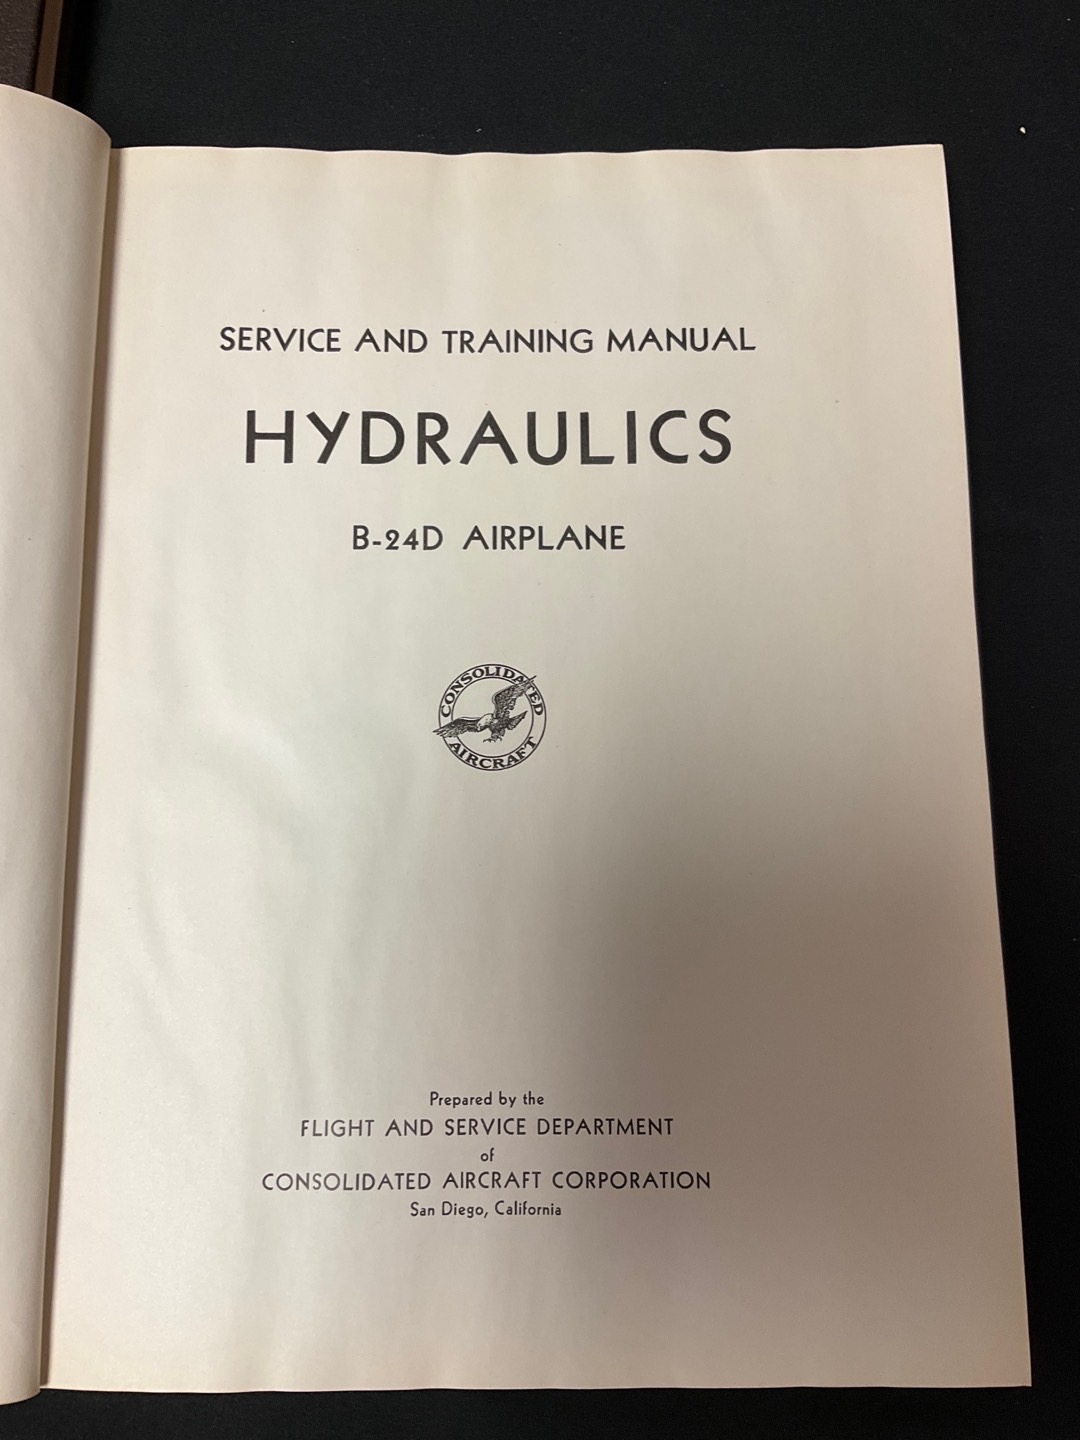 SERVICE AND TRAINING MANUAL
HYDRAULICS
B-24D AIRPLANE
CONSOLIDATED
AIRCRAFT
Prepared by the
FLIGHT AND SERVICE DEPARTMENT
of
CONSOLIDATED AIRCRAFT CORPORATION
San Diego, California